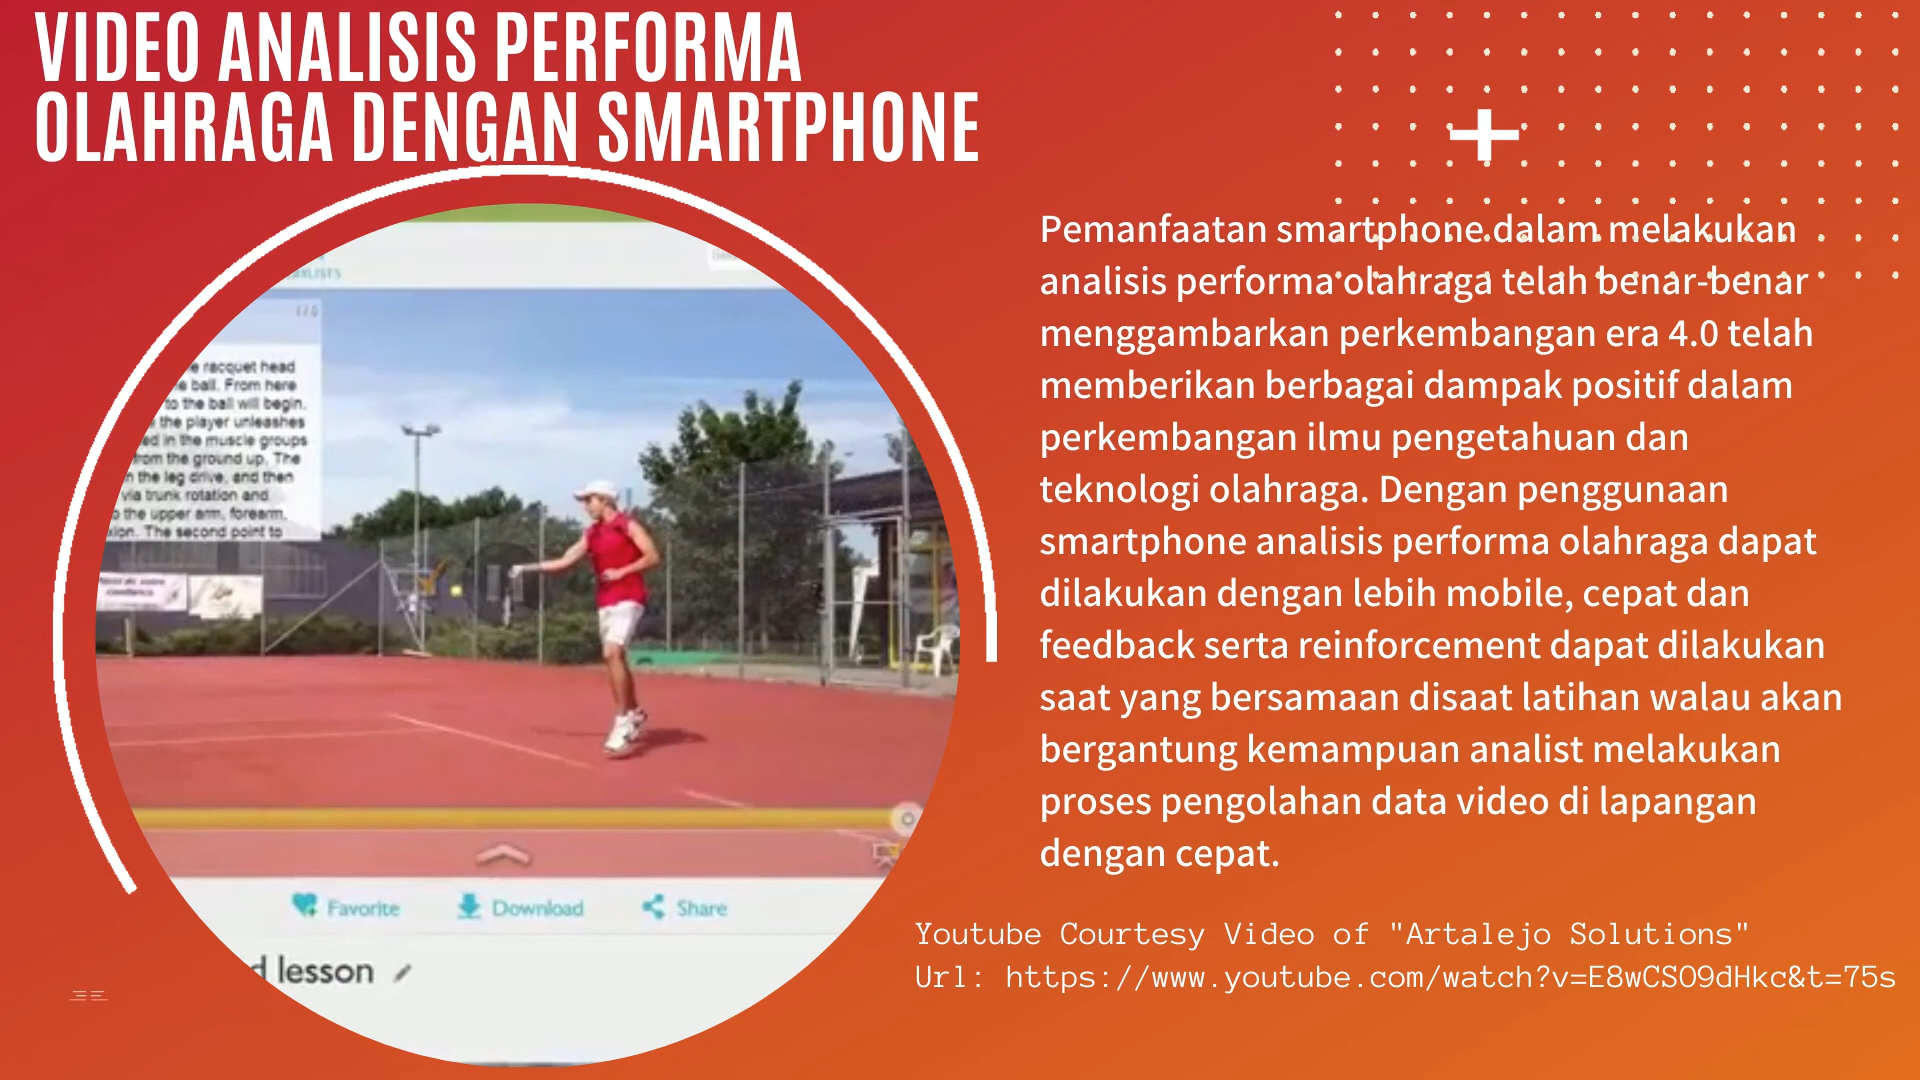 VIDEO ANALISIS PERFORMA
OLAHRAGA DENGAN SMARTPHONE
Pemanfaatan smartphone dalam melakukan
analisis performa olahraga telah benar-benar
menggambarkan perkembangan era 4.0 telah
memberikan berbagai dampak positif dalam
perkembangan ilmu pengetahuan dan
teknologi olahraga. Dengan penggunaan
smartphone analisis performa olahraga dapat
dilakukan dengan lebih mobile, cepat dan
feedback serta reinforcement dapat dilakukan
saat yang bersamaan disaat latihan walau akan
bergantung kemampuan analist melakukan
proses pengolahan data video di lapangan
dengan cepat.
Youtube Courtesy Video of "Artalejo Solutions"
Url: https://www.youtube.com/watch?v=E8wCSO9dHkc&t=75s
racquet head
ball. From here
to the ball will begin.
the player unleashes
ed in the muscle groups
from the ground up. The
the leg drive, and then
via trunk rotation and
the upper arm, forearm,
The second point to
Favorite Download Share
lesson